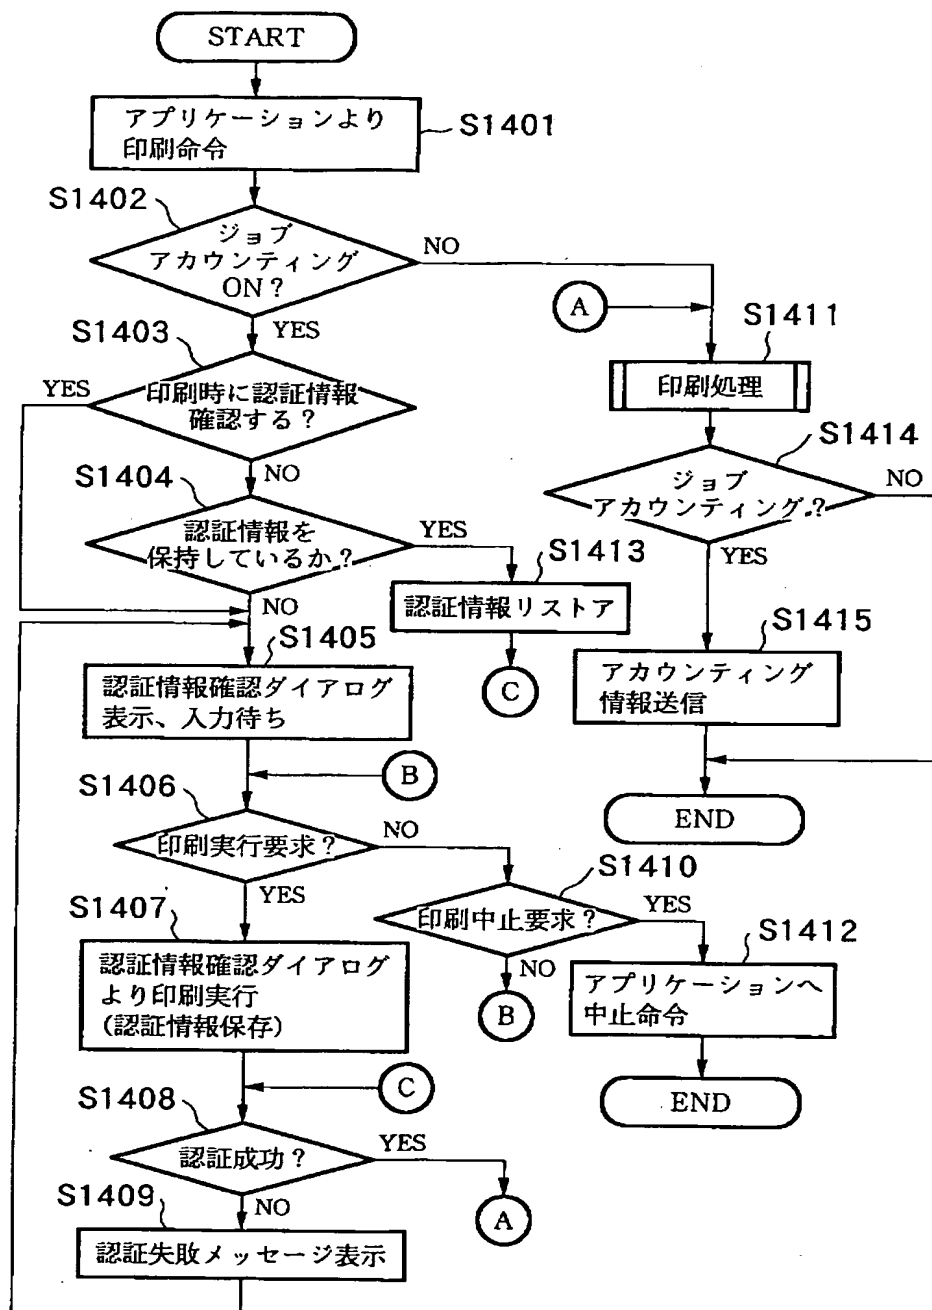 START
アプリケーションより
印刷命令
S1401
S1402
ジョブ
アカウンティング
ON?
NO
YES
A
S1411
印刷処理
S1403
YES
印刷時に認証情報
確認する?
NO
S1414
ジョブ
アカウンティング?
NO
YES
S1404
認証情報を
保持しているか?
YES
NO
S1413
認証情報リストア
C
S1415
アカウンティング
情報送信
END
S1405
認証情報確認ダイアログ
表示、入力待ち
B
S1406
印刷実行要求?
NO
YES
S1410
印刷中止要求?
YES
NO
B
S1412
アプリケーションへ
中止命令
END
S1407
認証情報確認ダイアログ
より印刷実行
(認証情報保存)
C
S1408
認証成功?
YES
NO
A
S1409
認証失敗メッセージ表示